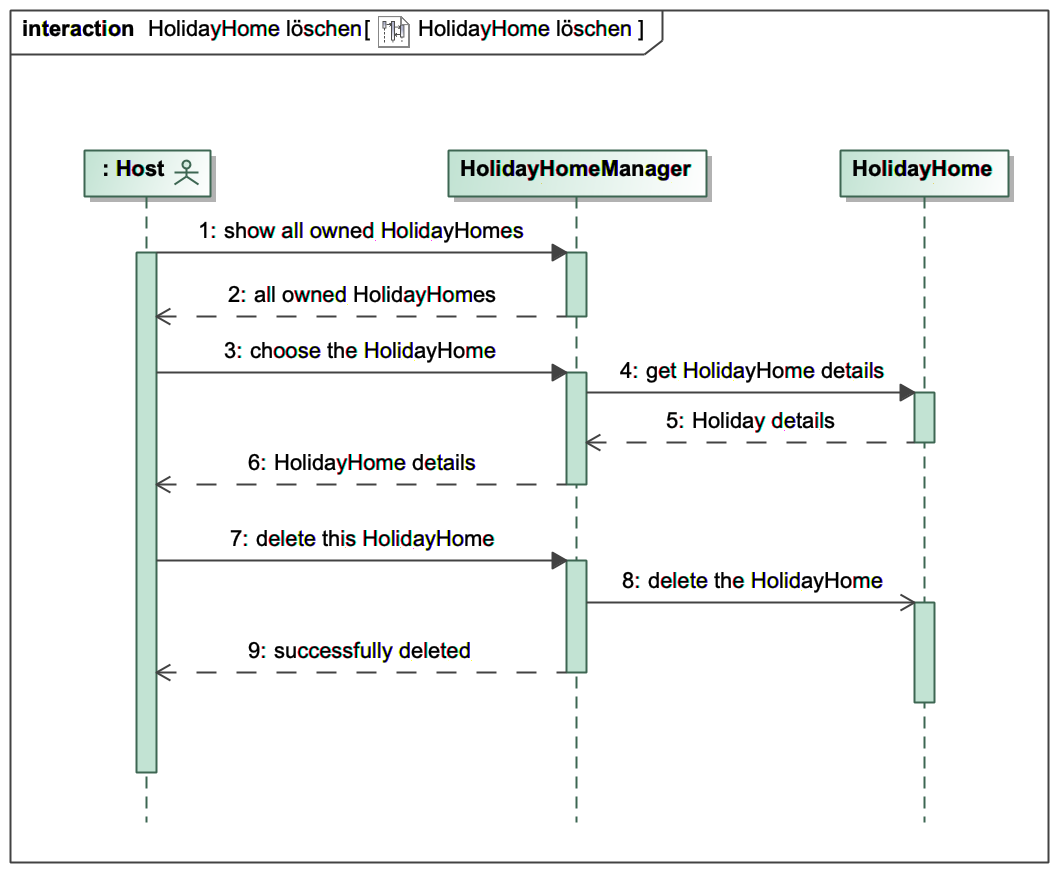 interaction HolidayHome löschen[ HolidayHome löschen ]
: Host
HolidayHomeManager
HolidayHome
1: show all owned HolidayHomes
2: all owned HolidayHomes
3: choose the HolidayHome
4: get HolidayHome details
5: Holiday details
6: HolidayHome details
7: delete this HolidayHome
8: delete the HolidayHome
9: successfully deleted